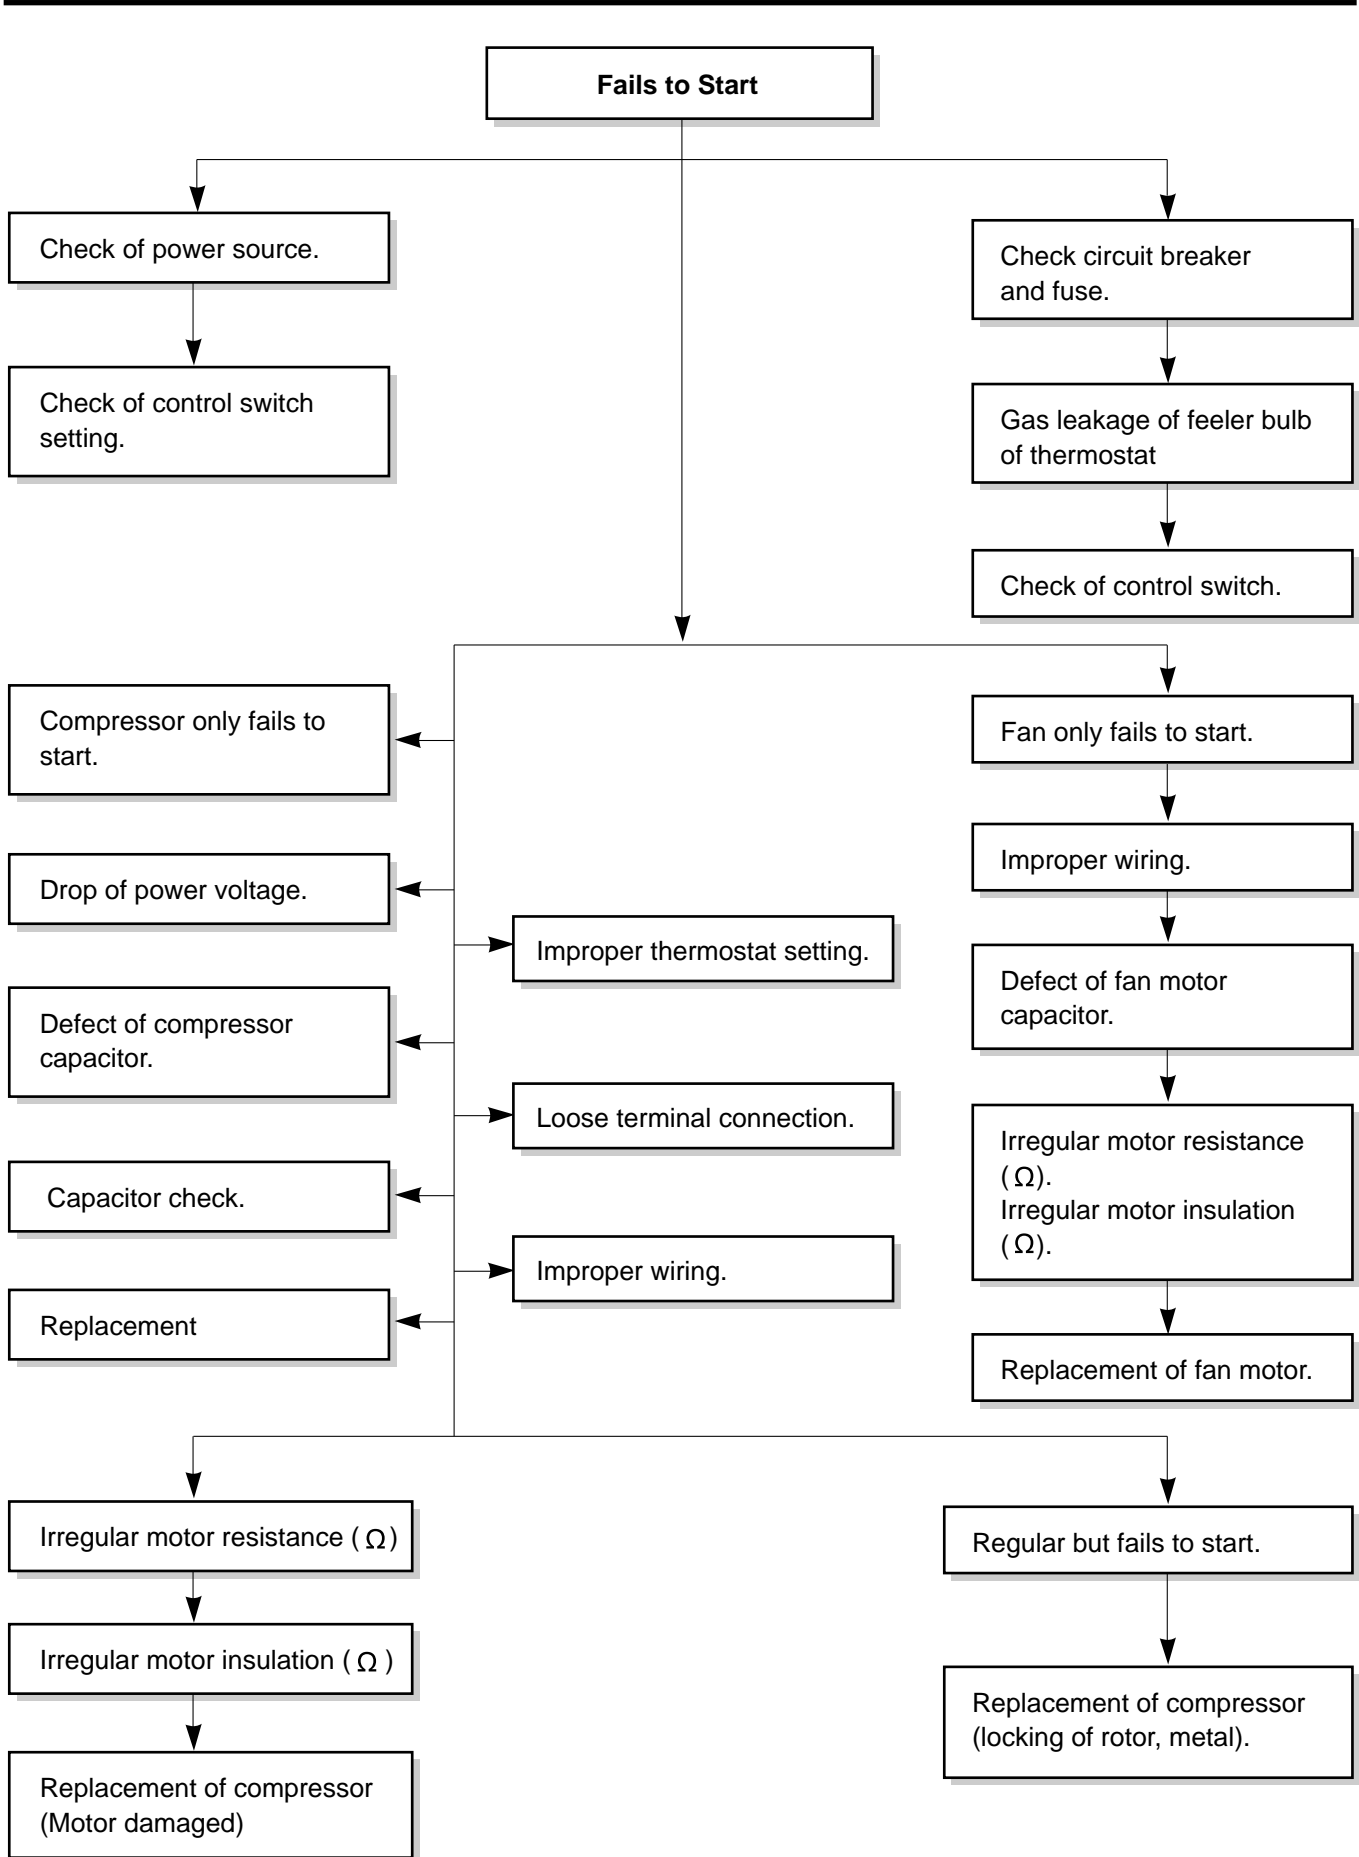 Fails to Start
Check of power source.
Check circuit breaker
and fuse.
Check of control switch
setting.
Gas leakage of feeler bulb
of thermostat
Check of control switch.
Compressor only fails to
start.
Fan only fails to start.
Drop of power voltage.
Improper wiring.
Improper thermostat setting.
Defect of compressor
capacitor.
Defect of fan motor
capacitor.
Loose terminal connection.
Irregular motor resistance
(Ω).
Irregular motor insulation
(Ω).
Capacitor check.
Improper wiring.
Replacement
Replacement of fan motor.
Irregular motor resistance (Ω)
Regular but fails to start.
Irregular motor insulation (Ω )
Replacement of compressor
(locking of rotor, metal).
Replacement of compressor
(Motor damaged)